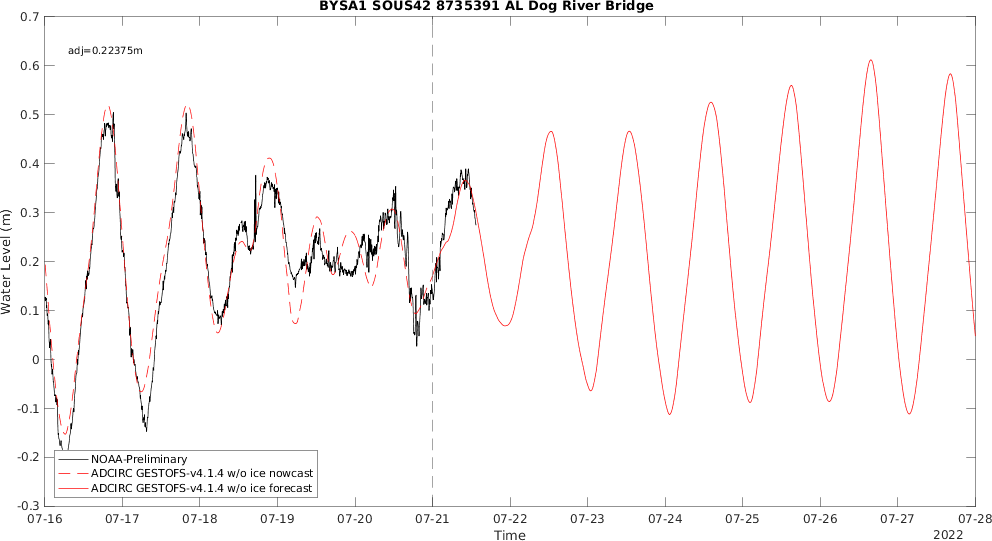 BYSA1 SOUS42 8735391 AL Dog River Bridge
adj=0.22375m
Water Level (m)
0.7
0.6
0.5
0.4
0.3
0.2
0.1
0
-0.1
-0.2
-0.3
NOAA-Preliminary
ADCIRC GESTOFS-v4.1.4 w/o ice nowcast
ADCIRC GESTOFS-v4.1.4 w/o ice forecast
07-16 07-17 07-18 07-19 07-20 07-21 07-22 07-23 07-24 07-25 07-26 07-27 07-28
Time
2022